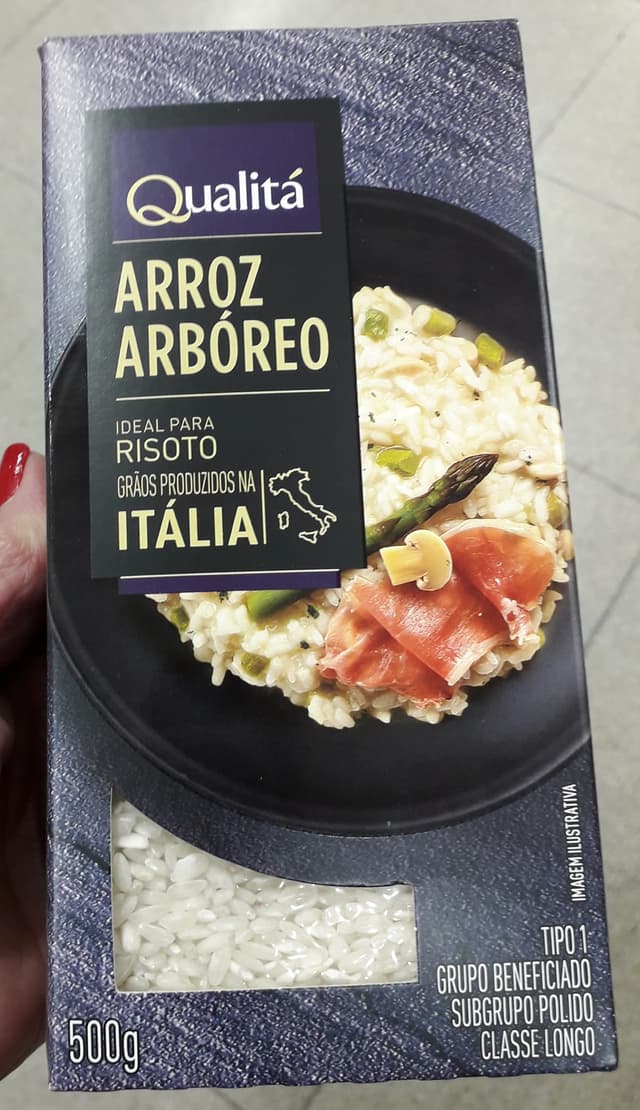 Qualitá
ARROZ
ARBÓREO
IDEAL PARA
RISOTO
GRÃOS PRODUZIDOS NA
ITÁLIA
IMAGEM ILUSTRATIVA
TIPO 1
GRUPO BENEFICIADO
SUBGRUPO POLIDO
CLASSE LONGO
500g